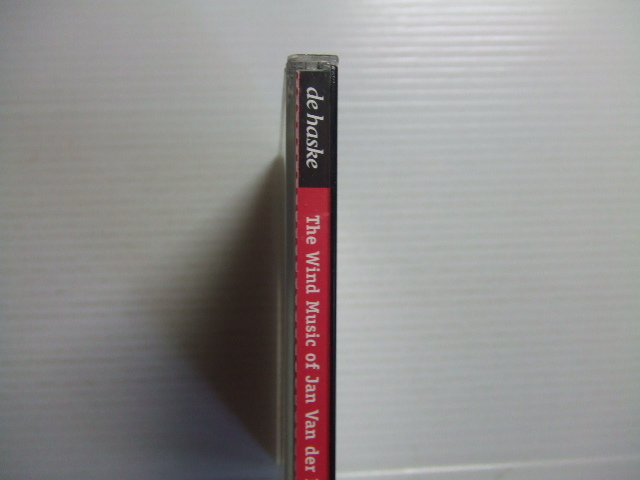 de haske
The Wind Music of Jan Van der